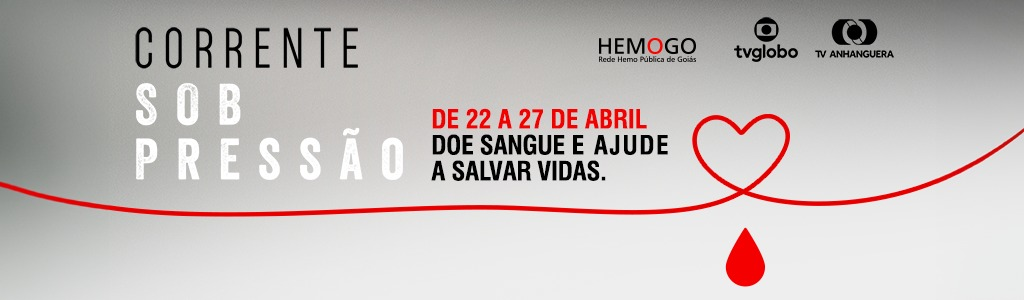 CORRENTE
SOB
PRESSÃO
DE 22 A 27 DE ABRIL
DOE SANGUE E AJUDE
A SALVAR VIDAS.
HEMOGO
Rede Hemo Pública de Goiás
tvglobo
TV ANHANGUERA